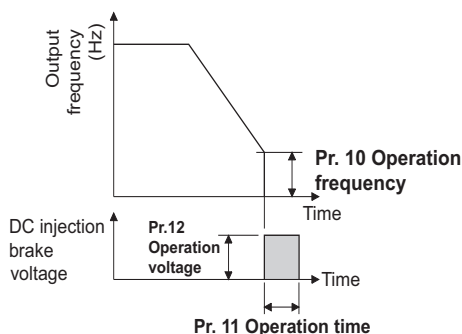 Output
frequency
(Hz)
Pr. 10 Operation
frequency
Time
DC injection
brake
voltage
Pr.12
Operation
voltage
Time
Pr. 11 Operation time